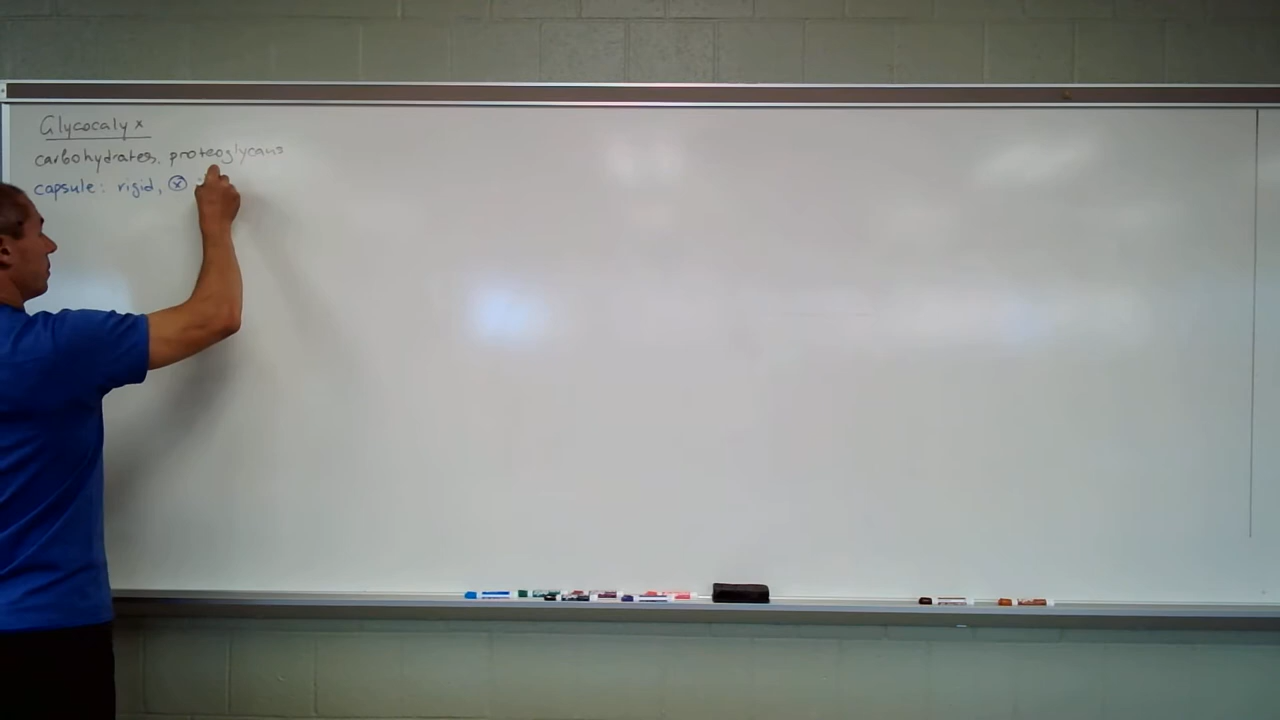 Glycocalyx
carbohydrates, proteoglycans
capsule: rigid, ⓧ